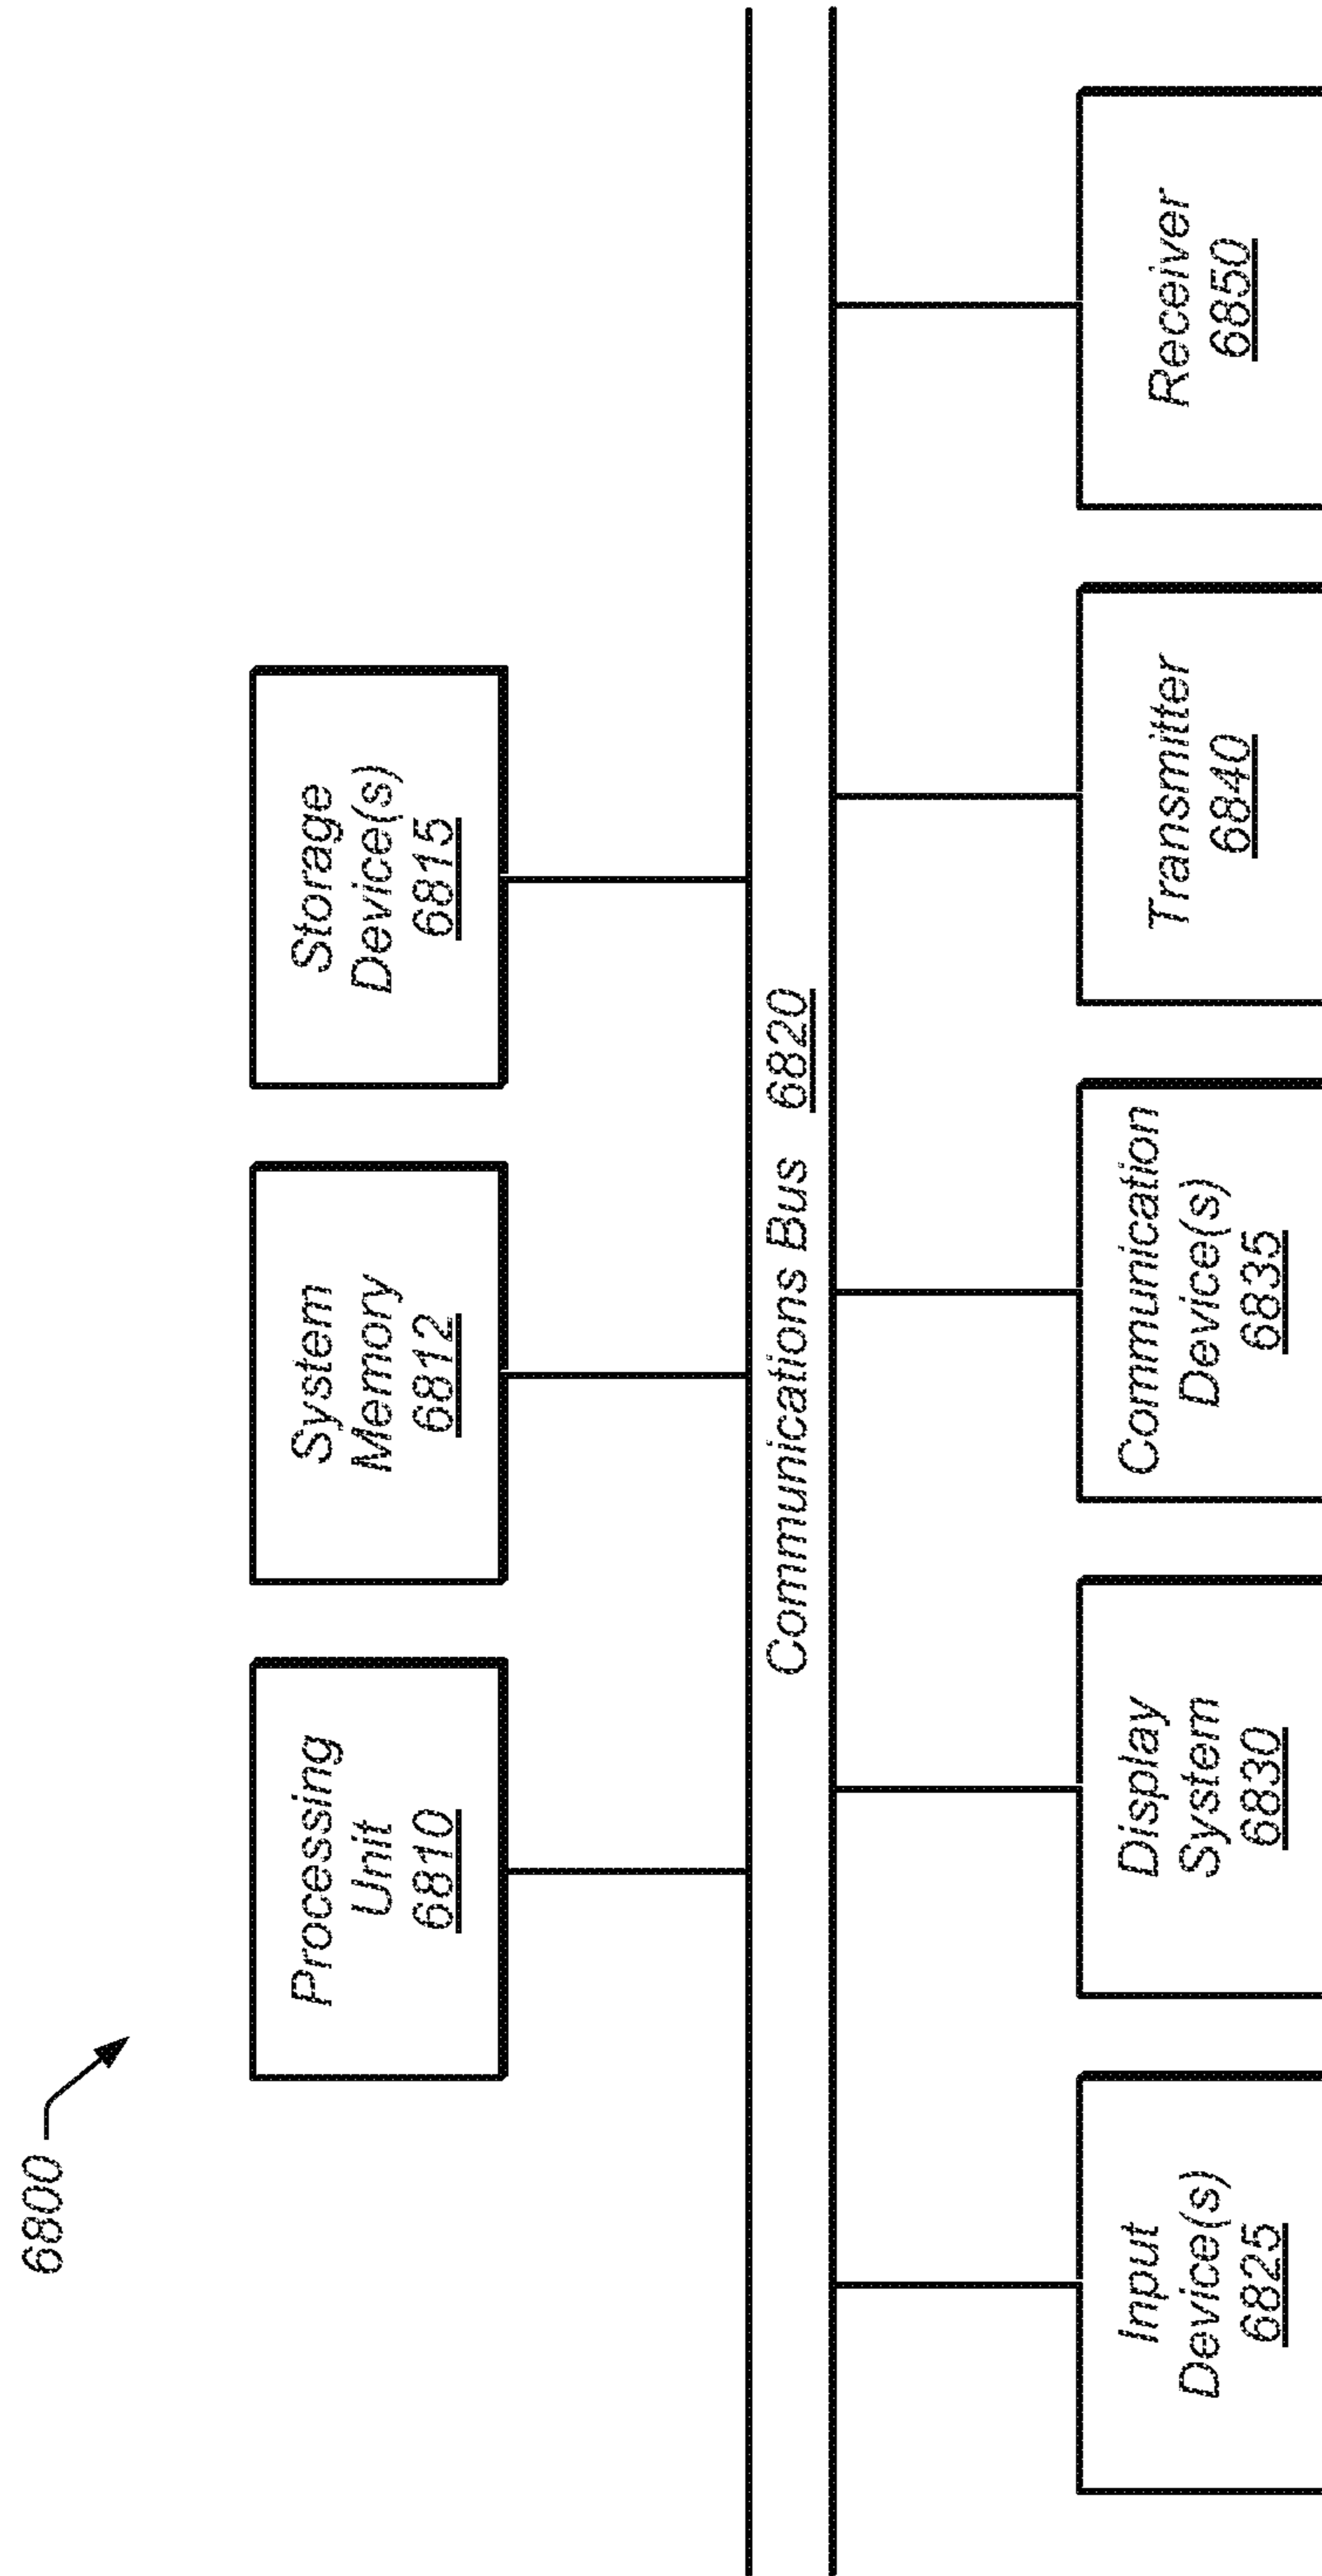 6800
Processing
Unit
6810
System
Memory
6812
Storage
Device(s)
6815
Communications Bus 6820
Input
Device(s)
6825
Display
System
6830
Communication
Device(s)
6835
Transmitter
6840
Receiver
6850